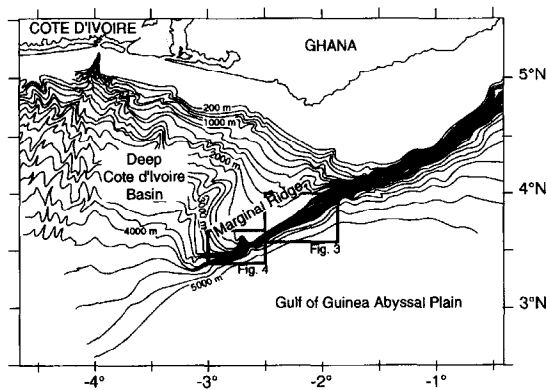 COTE D'IVOIRE
GHANA
5°N
200 m
1000 m
2000
Deep
Cote d'Ivoire
Basin
4°N
Marginal Ridge
4000 m
Fig. 3
Fig. 4
5000 m
Gulf of Guinea Abyssal Plain
3°N
-4°
-3°
-2°
-1°